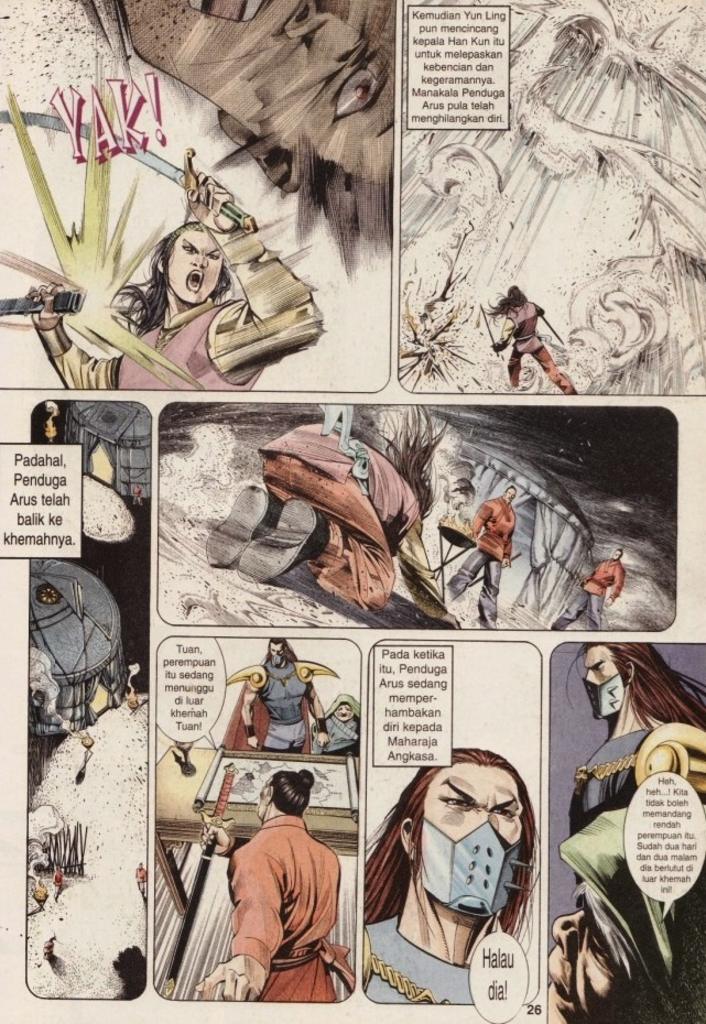 YAK!
Kemudian Yun Ling
pun mencincang
kepala Han Kun itu
untuk melepaskan
kebencian dan
kegeramannya.
Manakala Penduga
Arus pula telah
menghilangkan diri.
Padahal,
Penduga
Arus telah
balik ke
khemahnya.
Tuan,
perempuan
itu sedang
menunggu
di luar
khemah
Tuan!
Pada ketika
itu, Penduga
Arus sedang
memper-
hambakan
diri kepada
Maharaja
Angkasa.
Halau
dia!
Heh,
heh...! Kita
tidak boleh
memandang
rendah
perempuan itu.
Sudah dua hari
dan dua malam
dia berlutut di
luar khemah
ini!
26